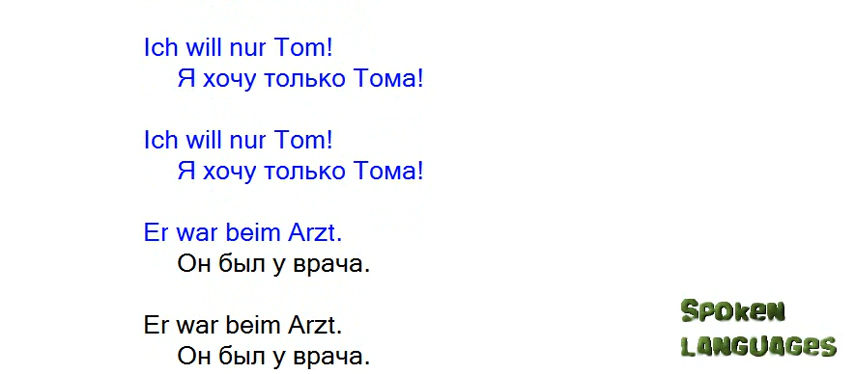 Ich will nur Tom!
Я хочу только Тома!
Ich will nur Tom!
Я хочу только Тома!
Er war beim Arzt.
Он был у врача.
Er war beim Arzt.
Он был у врача.
Spoken
Languages